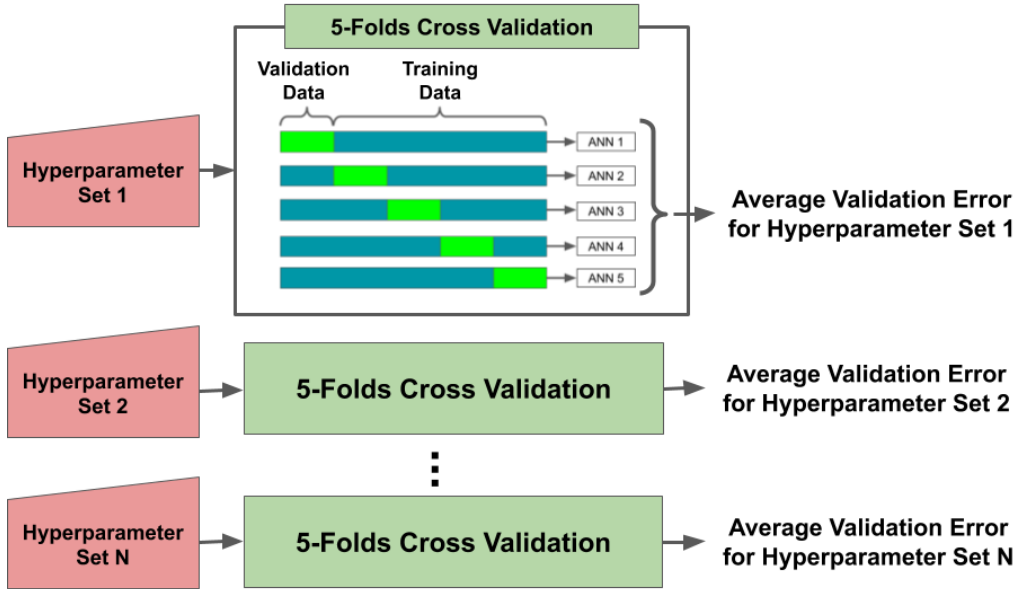 5-Folds Cross Validation
Validation
Data
Training
Data
Hyperparameter
Set 1
ANN 1
ANN 2
ANN 3
ANN 4
ANN 5
Average Validation Error
for Hyperparameter Set 1
Hyperparameter
Set 2
5-Folds Cross Validation
Average Validation Error
for Hyperparameter Set 2
Hyperparameter
Set N
5-Folds Cross Validation
Average Validation Error
for Hyperparameter Set N